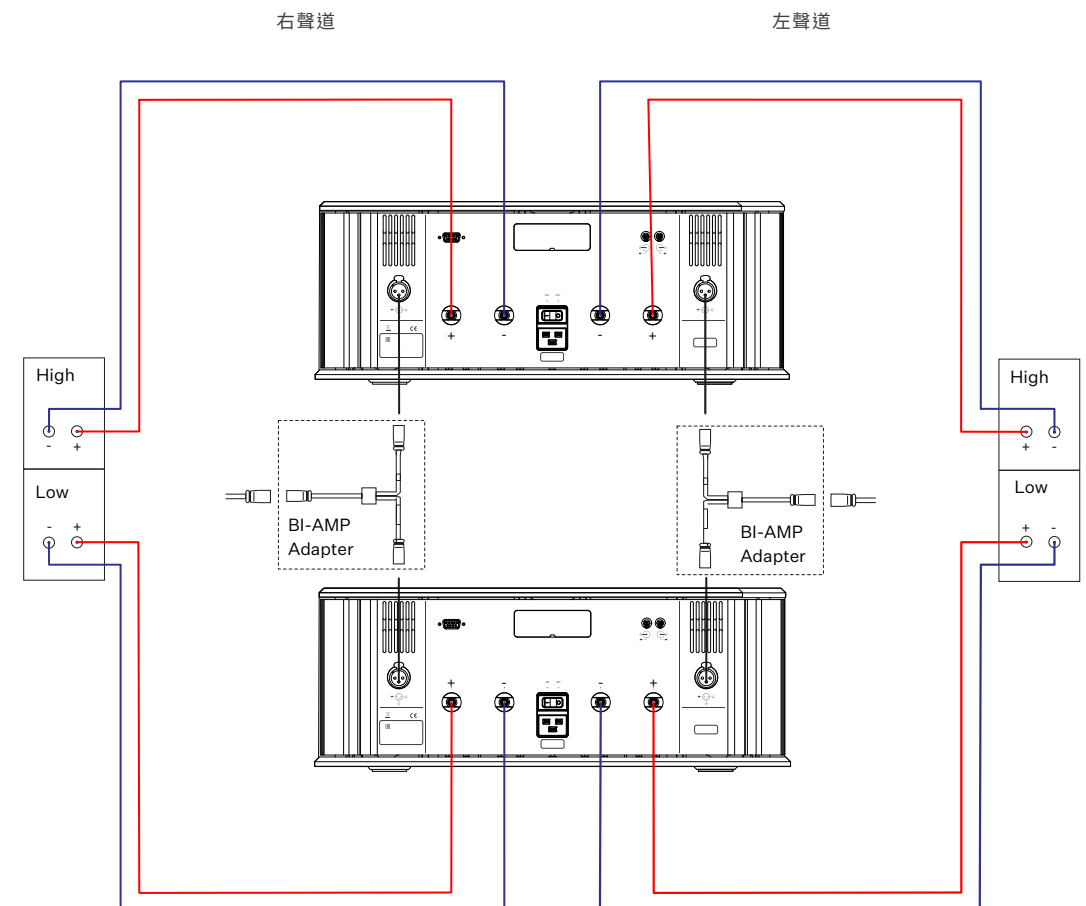 右聲道
左聲道
+
-
-
+
High
-
+
High
+
-
Low
-
+
Low
+
-
BI-AMP
Adapter
BI-AMP
Adapter
+
-
-
+